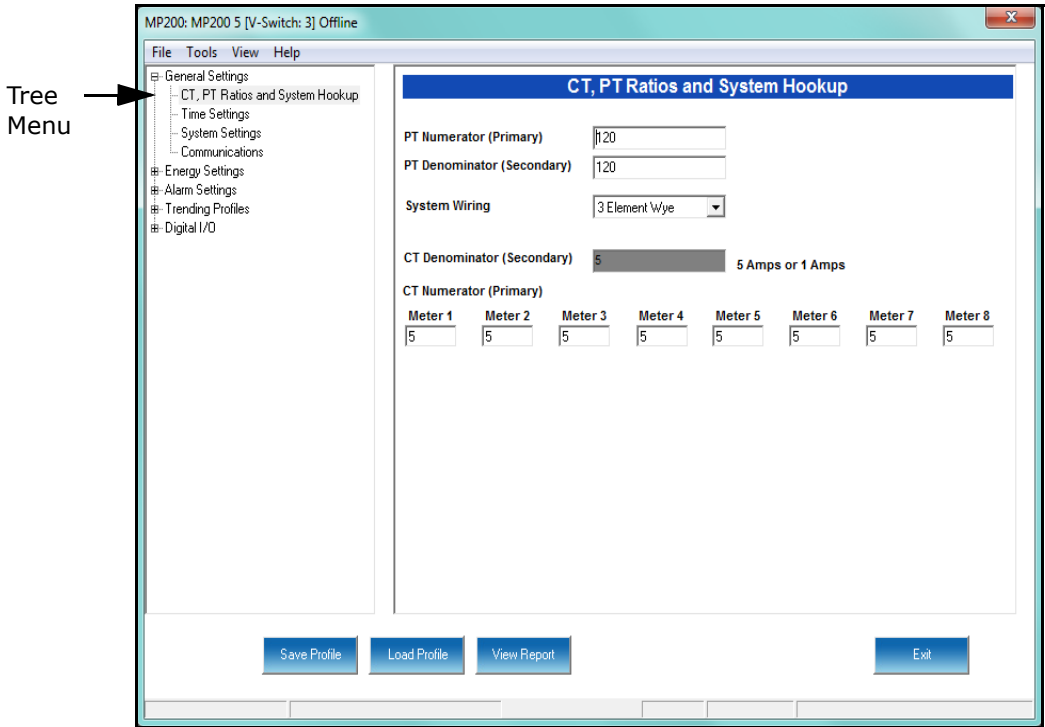 MP200: MP200 5 [V-Switch: 3] Offline
x
File Tools View Help
Tree
Menu
General Settings
CT, PT Ratios and System Hookup
Time Settings
System Settings
Communications
Energy Settings
Alarm Settings
Trending Profiles
Digital I/O
CT, PT Ratios and System Hookup
PT Numerator (Primary) 120
PT Denominator (Secondary) 120
System Wiring 3 Element Wye
CT Denominator (Secondary) 5 5 Amps or 1 Amps
CT Numerator (Primary)
Meter 1 Meter 2 Meter 3 Meter 4 Meter 5 Meter 6 Meter 7 Meter 8
5 5 5 5 5 5 5 5
Save Profile Load Profile View Report Exit